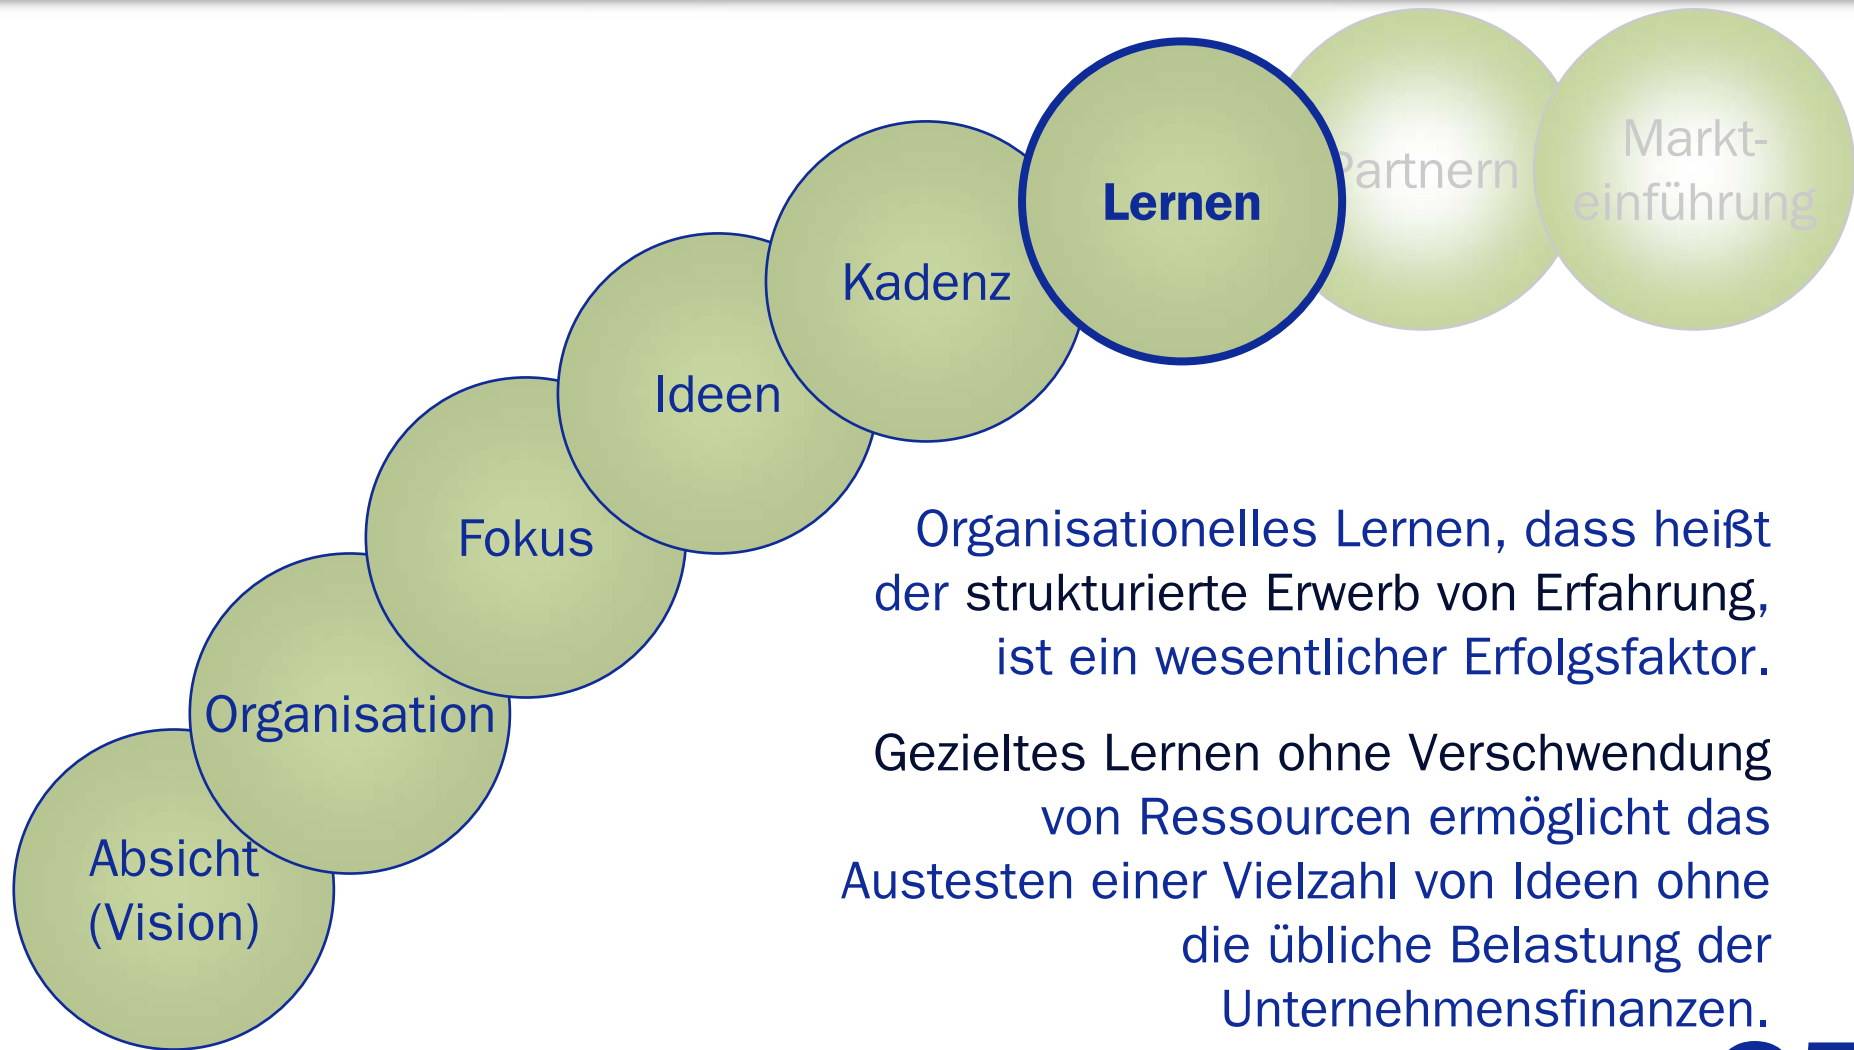 Markt-
einführung
Partnern
Lernen
Kadenz
Ideen
Fokus
Organisation
Absicht
(Vision)
Organisationelles Lernen, dass heißt
der strukturierte Erwerb von Erfahrung,
ist ein wesentlicher Erfolgsfaktor.
Gezieltes Lernen ohne Verschwendung
von Ressourcen ermöglicht das
Austesten einer Vielzahl von Ideen ohne
die übliche Belastung der
Unternehmensfinanzen.